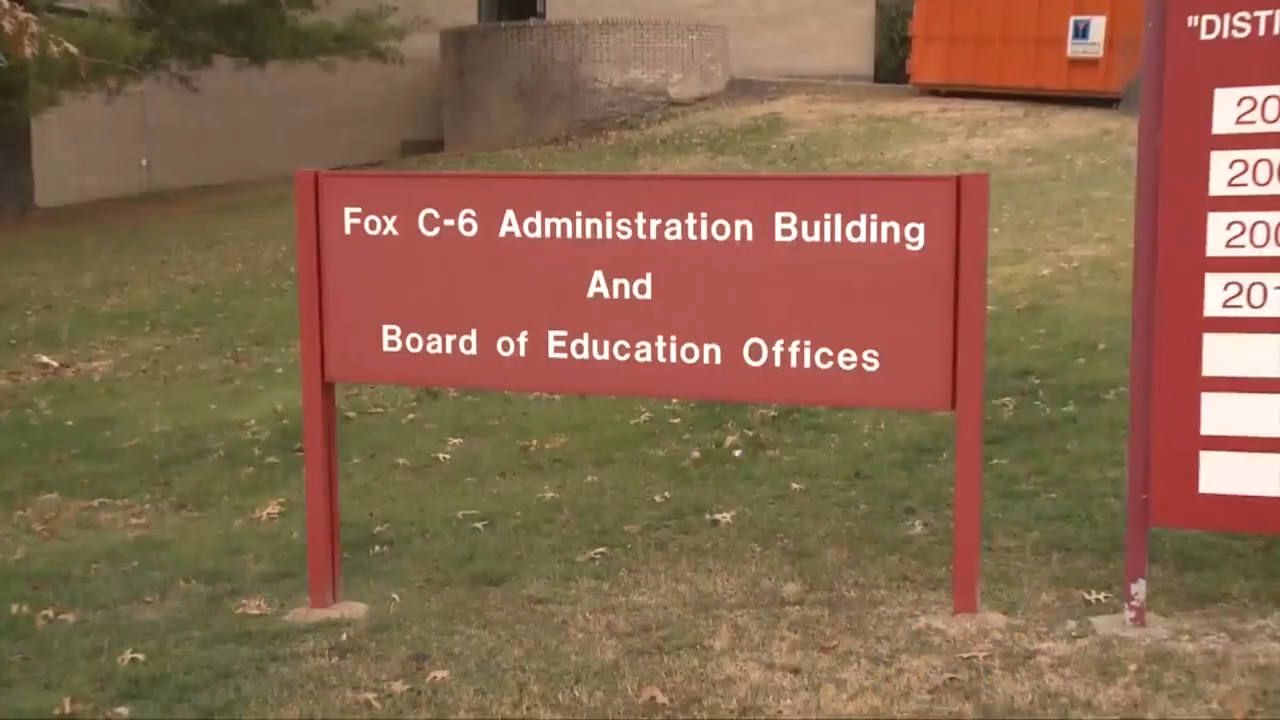 Fox C-6 Administration Building
And
Board of Education Offices
"DISTI
20
200
200
201